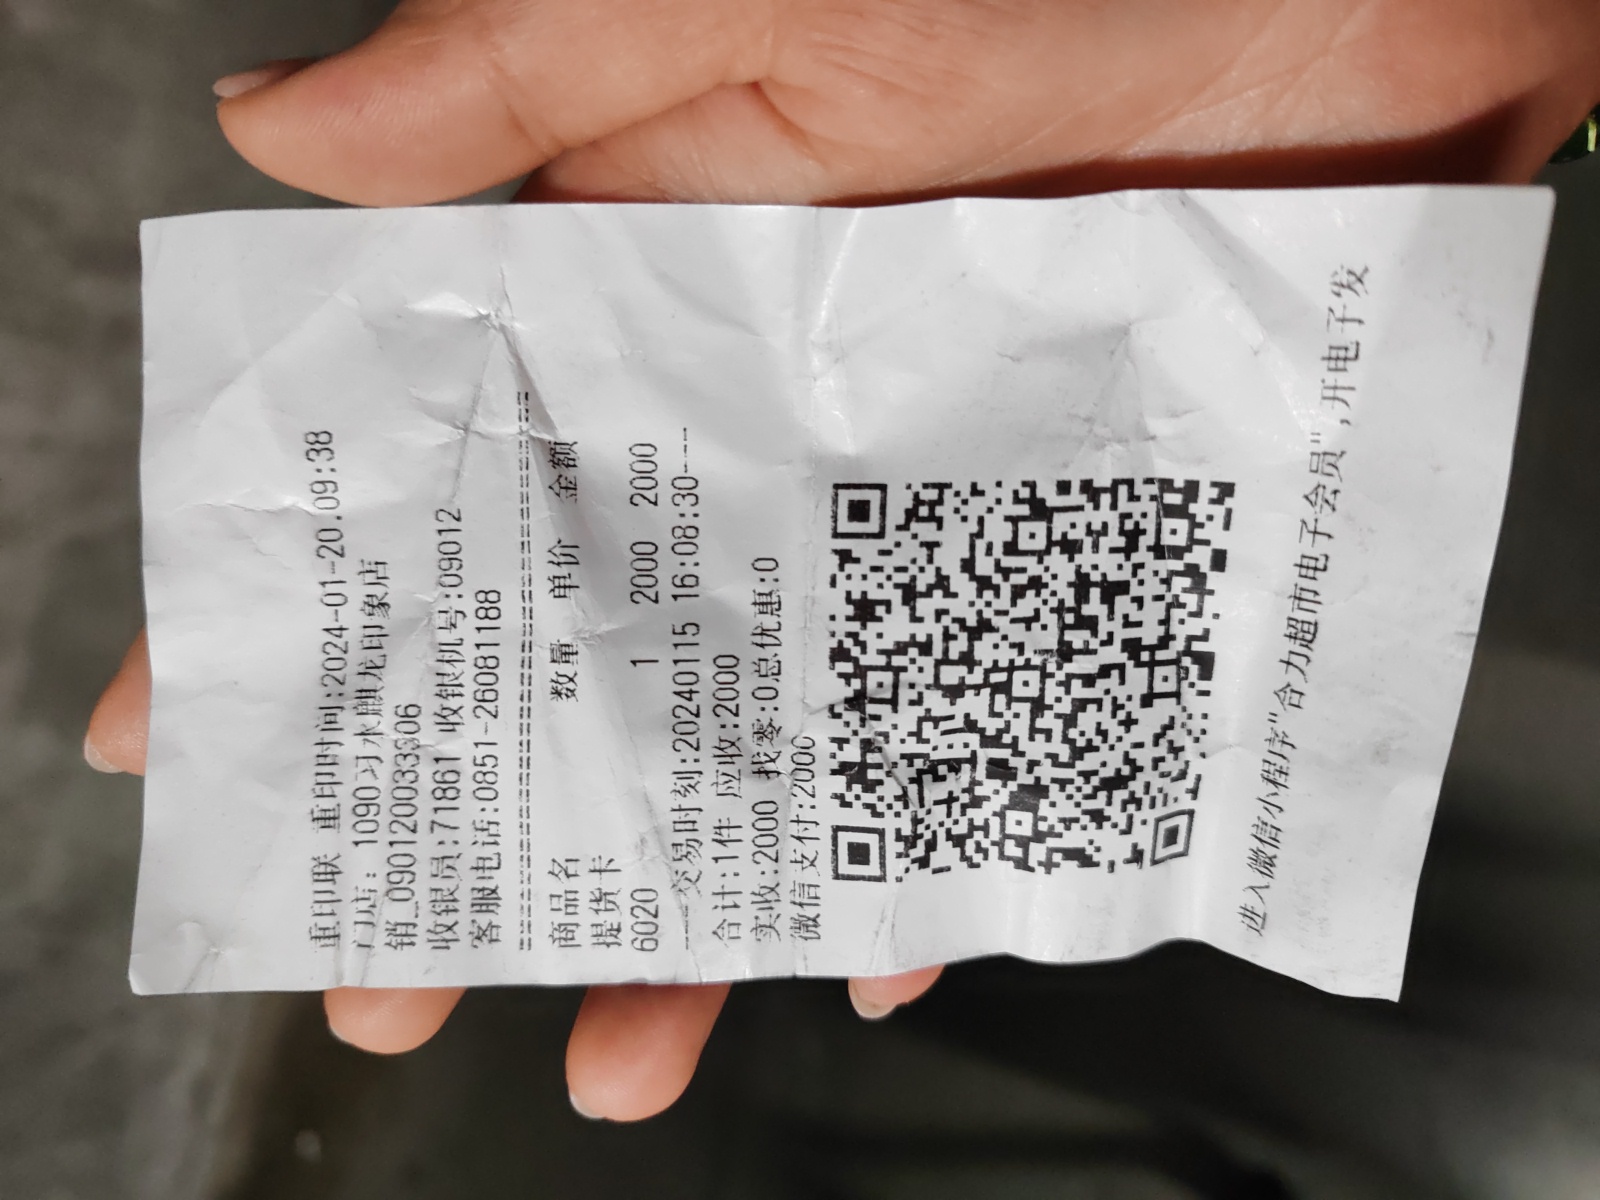 重印联 重印时间:2024-01-20.09:38
门店: 1090习水麒龙印象店
销_090120033306
收银员:71861 收银机号:09012
客服电话:0851-26081188
商品名 数量 单价 金额
提货卡
6020 1 2000 2000
----交易时刻:20240115 16:08:30----
合计:1件 应收:2000
实收:2000 找零:0总优惠:0
微信支付:2000
进入微信小程序"合力超市电子会员",开电子发